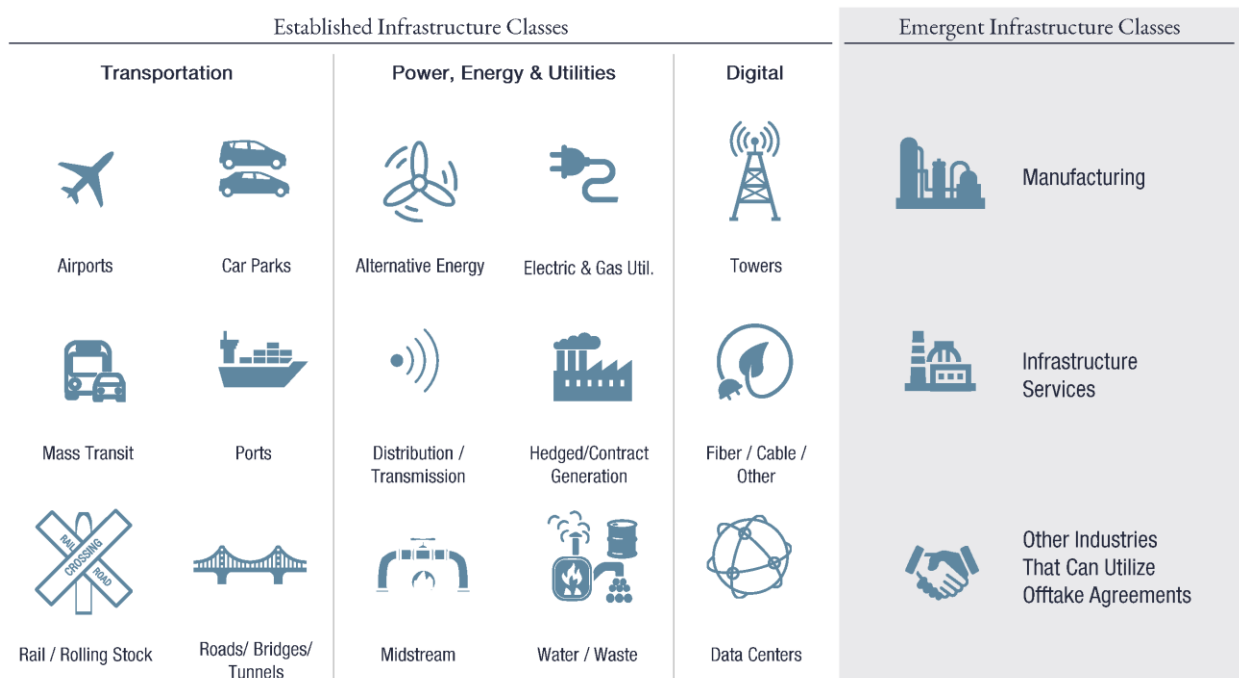 Established Infrastructure Classes
Emergent Infrastructure Classes
Transportation
Power, Energy & Utilities
Digital
Airports
Car Parks
Alternative Energy
Electric & Gas Util.
Towers
Manufacturing
Mass Transit
Ports
Distribution /
Transmission
Hedged/Contract
Generation
Fiber / Cable /
Other
Infrastructure
Services
RAIL
CROSSING
ROAD
Rail / Rolling Stock
Roads/ Bridges/
Tunnels
Midstream
Water / Waste
Data Centers
Other Industries
That Can Utilize
Offtake Agreements